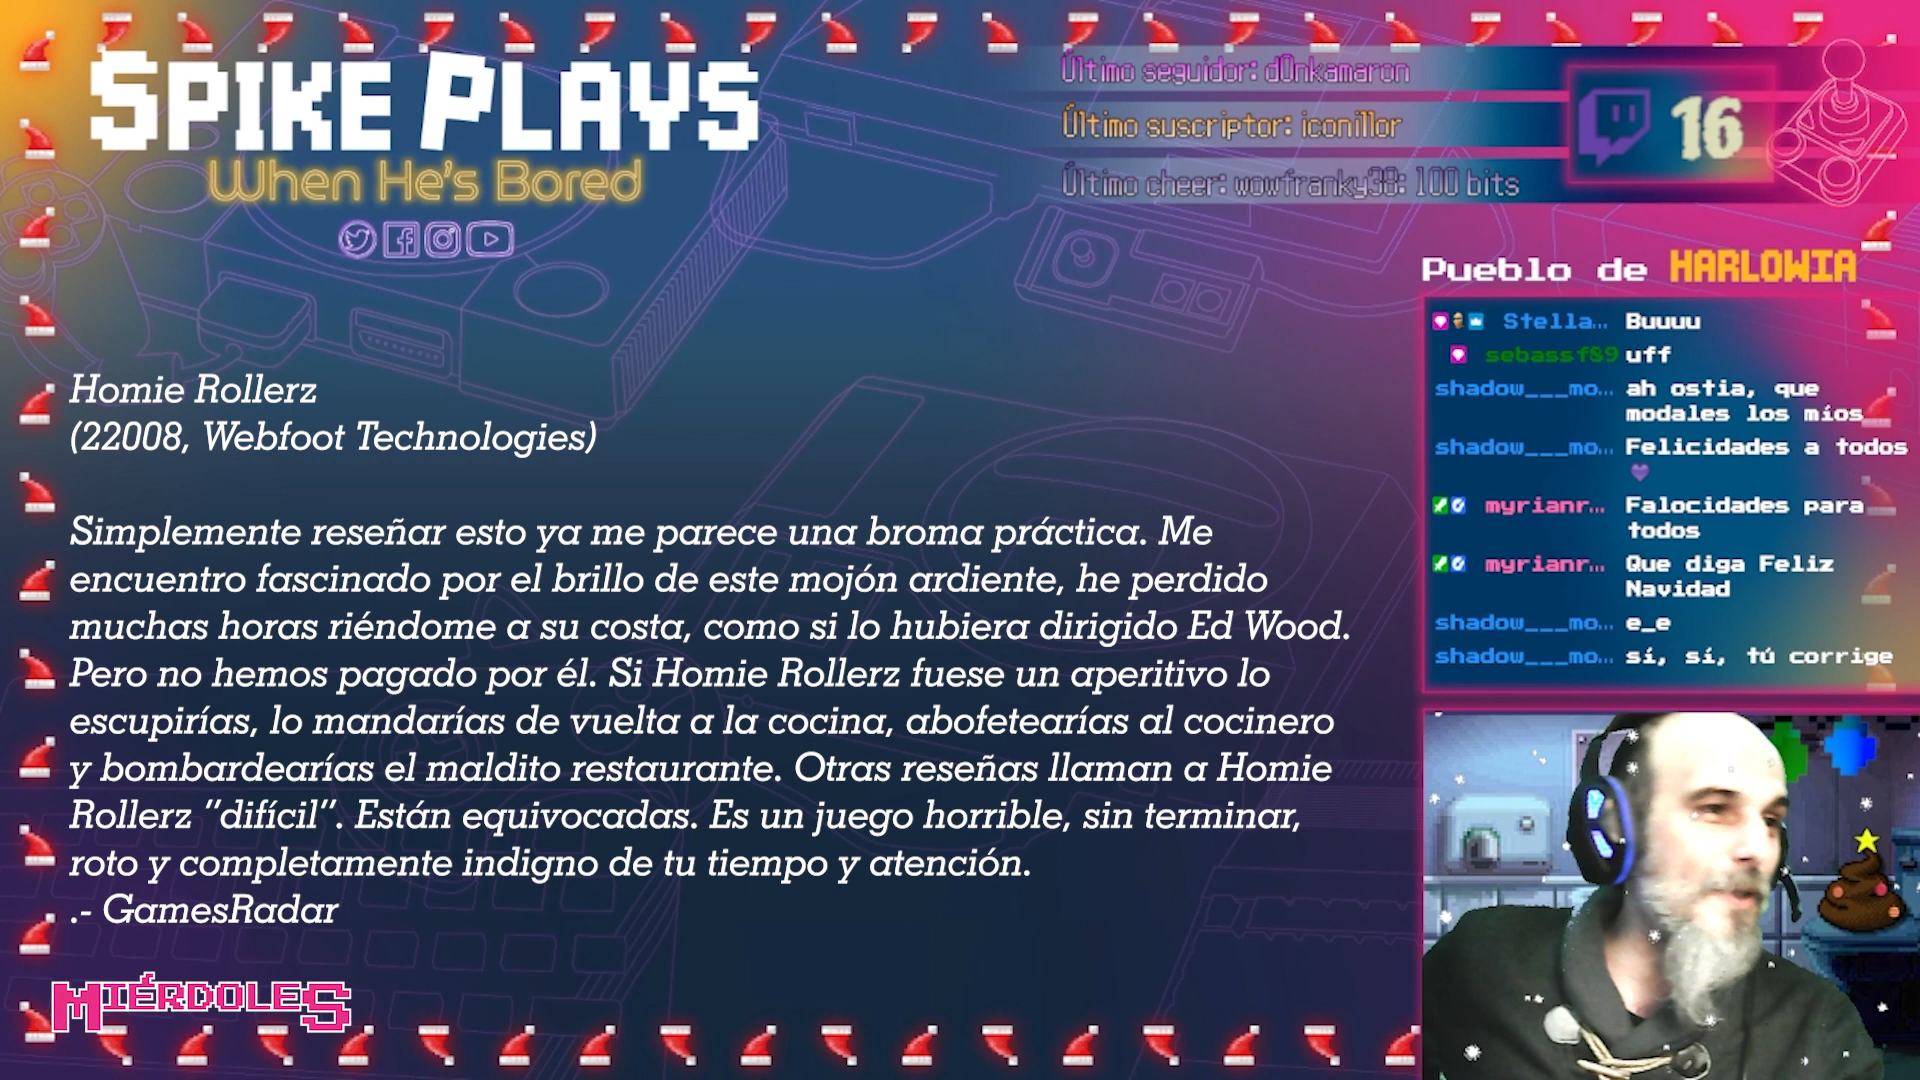 SPIKE PLAYS
When He's Bored
Último seguidor: d0nkamaron
Último suscriptor: iconillor
Último cheer: wowfranky38: 100 bits
16
Pueblo de HARLOWIA
Stella... Buuuu
sebassf89 uff
shadow___mo... ah ostia, que
modales los míos
shadow___mo... Felicidades a todos
myrianr... Falocidades para
todos
myrianr... Que diga Feliz
Navidad
shadow___mo... e_e
shadow___mo... sí, sí, tú corrige
Homie Rollerz
(22008, Webfoot Technologies)
Simplemente reseñar esto ya me parece una broma práctica. Me
encuentro fascinado por el brillo de este mojón ardiente, he perdido
muchas horas riéndome a su costa, como si lo hubiera dirigido Ed Wood.
Pero no hemos pagado por él. Si Homie Rollerz fuese un aperitivo lo
escupirías, lo mandarías de vuelta a la cocina, abofetearías al cocinero
y bombardearías el maldito restaurante. Otras reseñas llaman a Homie
Rollerz "difícil". Están equivocadas. Es un juego horrible, sin terminar,
roto y completamente indigno de tu tiempo y atención.
.- GamesRadar
MIÉRDOLES